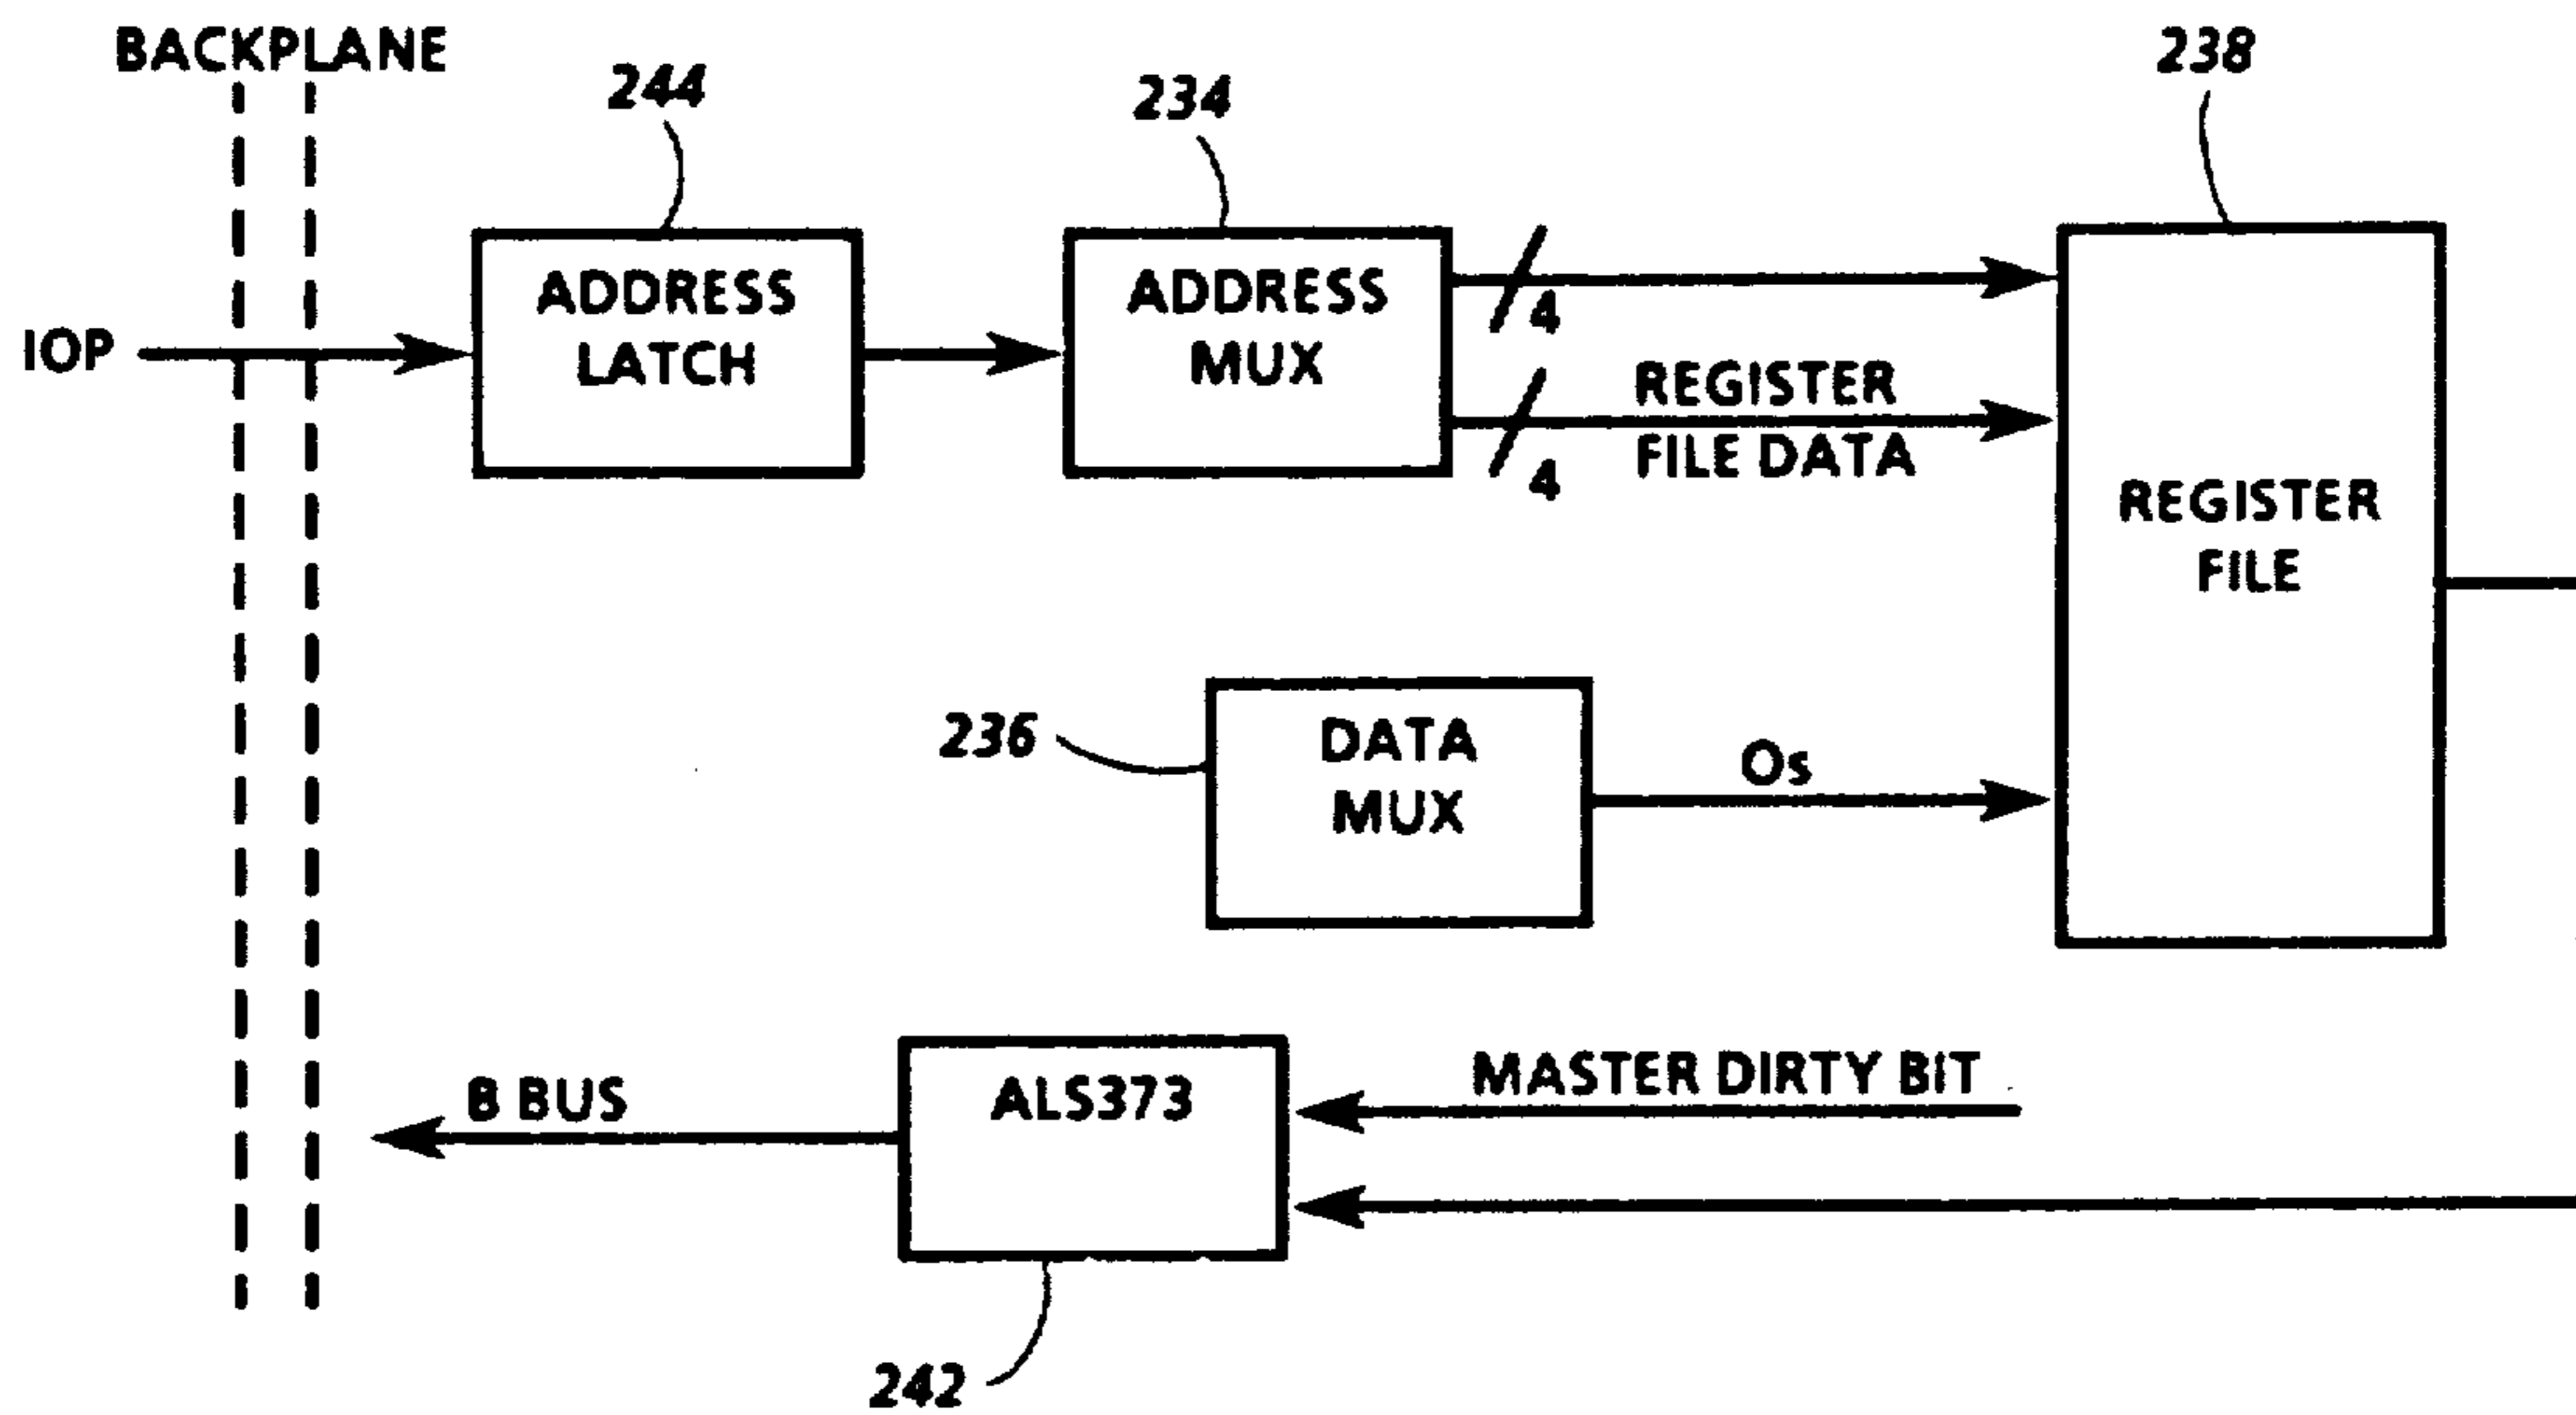 BACKPLANE
244
234
238
IOP
ADDRESS
LATCH
ADDRESS
MUX
4
4
REGISTER
FILE DATA
REGISTER
FILE
236
DATA
MUX
Os
B BUS
ALS373
MASTER DIRTY BIT
242